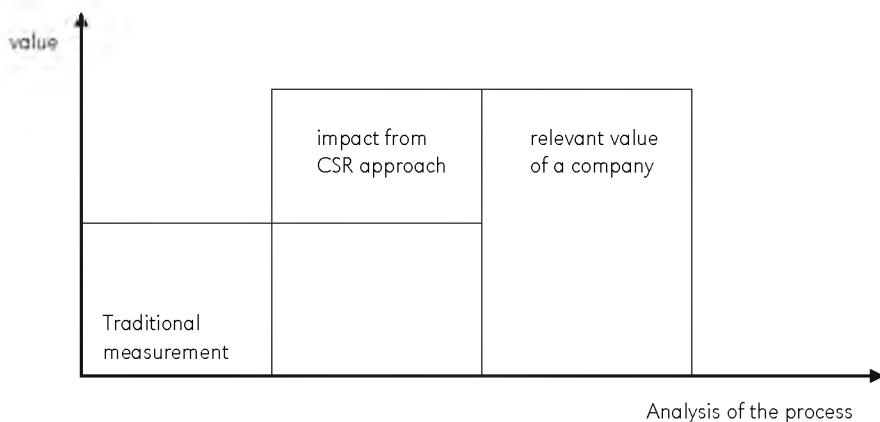 value
impact from
CSR approach
relevant value
of a company
Traditional
measurement
Analysis of the process